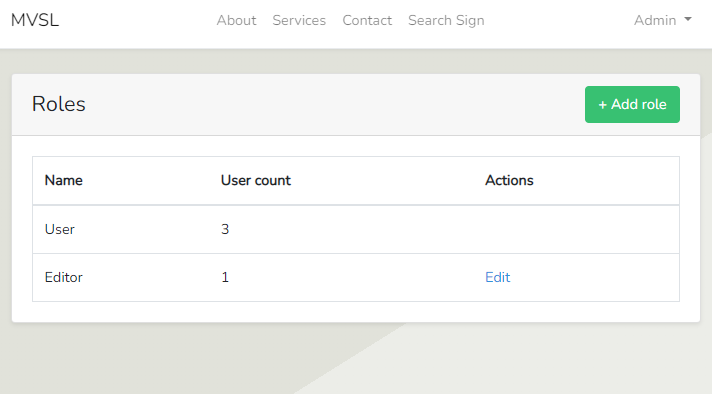 MVSL About Services Contact Search Sign Admin
Roles + Add role
Name User count Actions
User 3
Editor 1 Edit